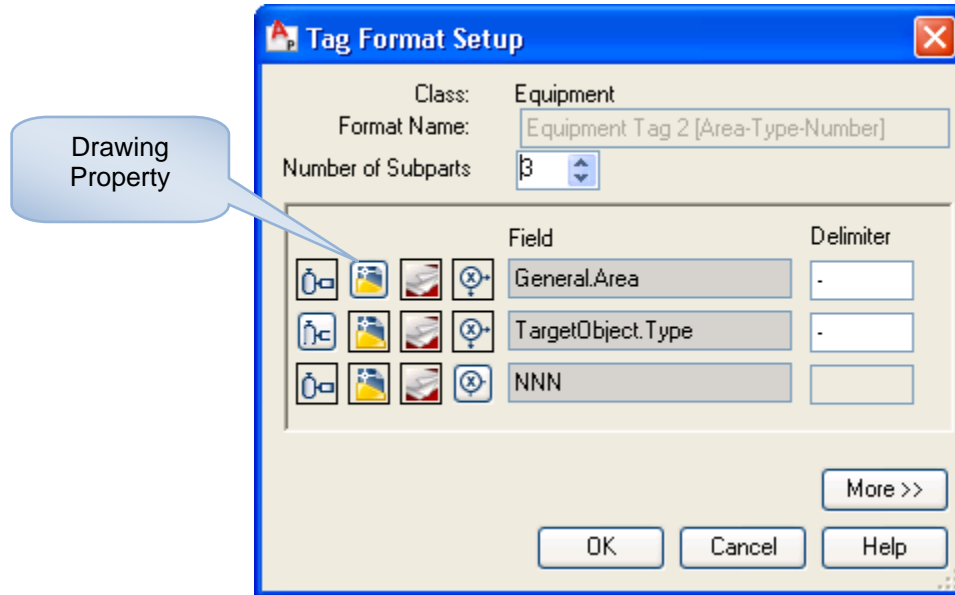 Tag Format Setup
Class: Equipment
Format Name: Equipment Tag 2 [Area-Type-Number]
Number of Subparts 3
Drawing
Property
Field Delimiter
General.Area -
TargetObject.Type -
NNN
More >>
OK Cancel Help